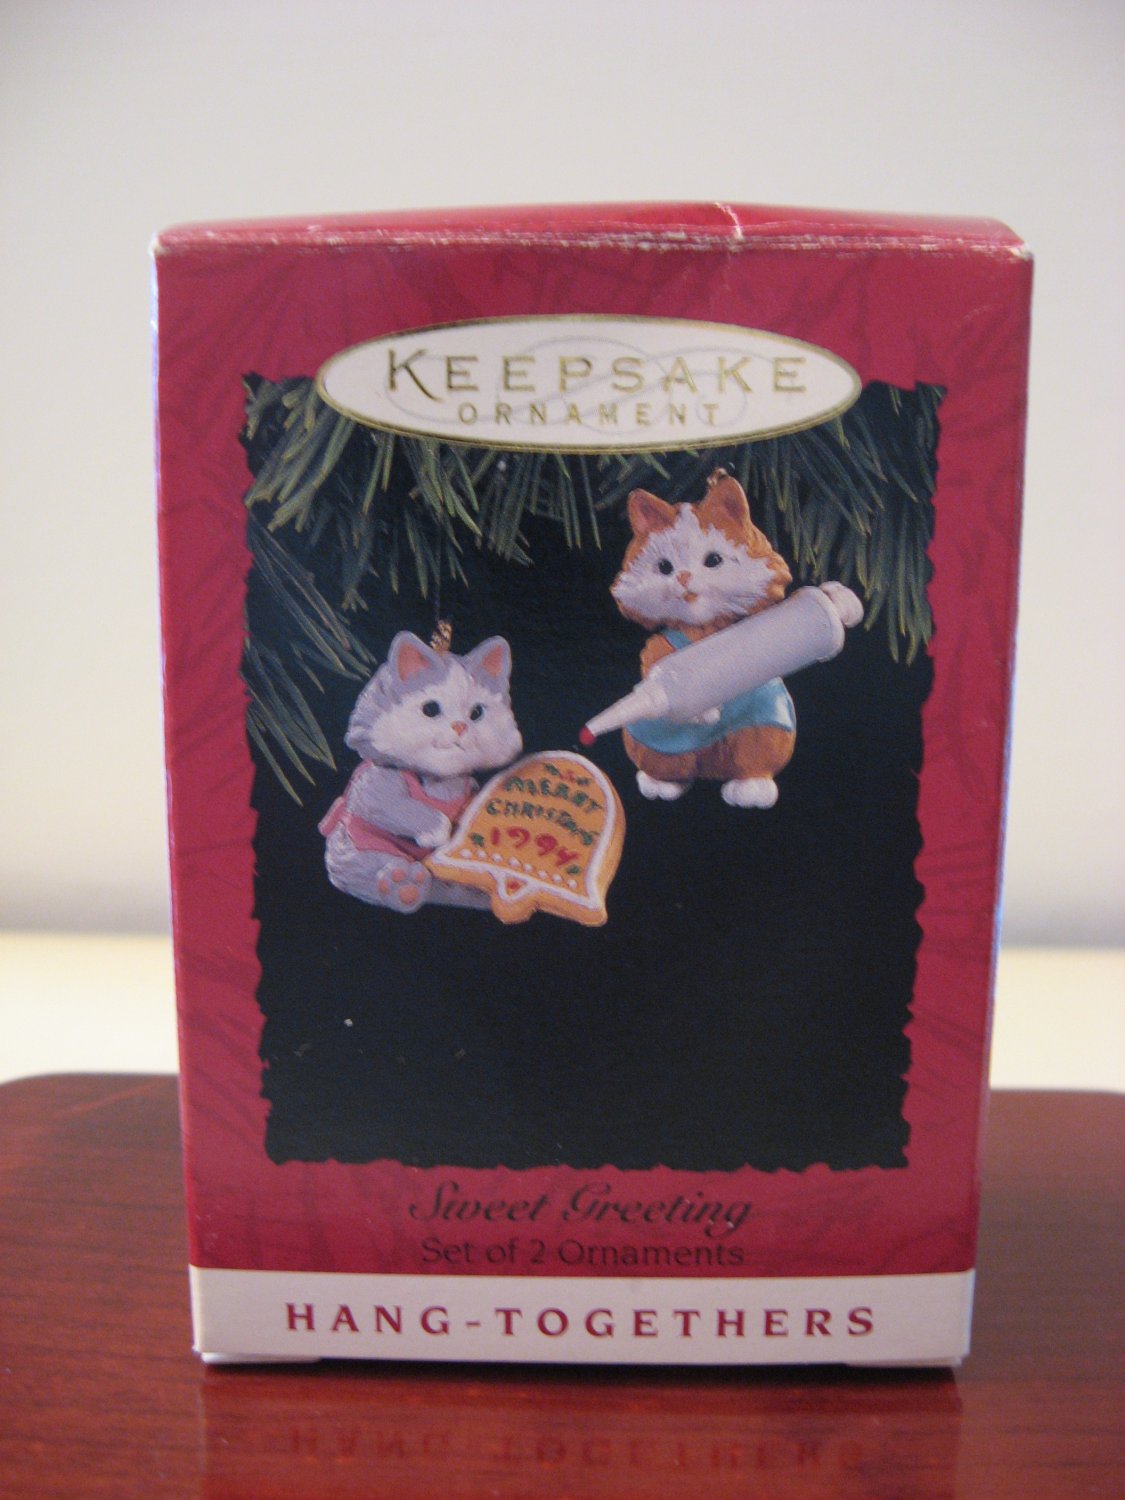 KEEPSAKE
ORNAMENT
MERRY
CHRISTMAS
1994
Sweet Greeting
Set of 2 Ornaments
HANG-TOGETHERS